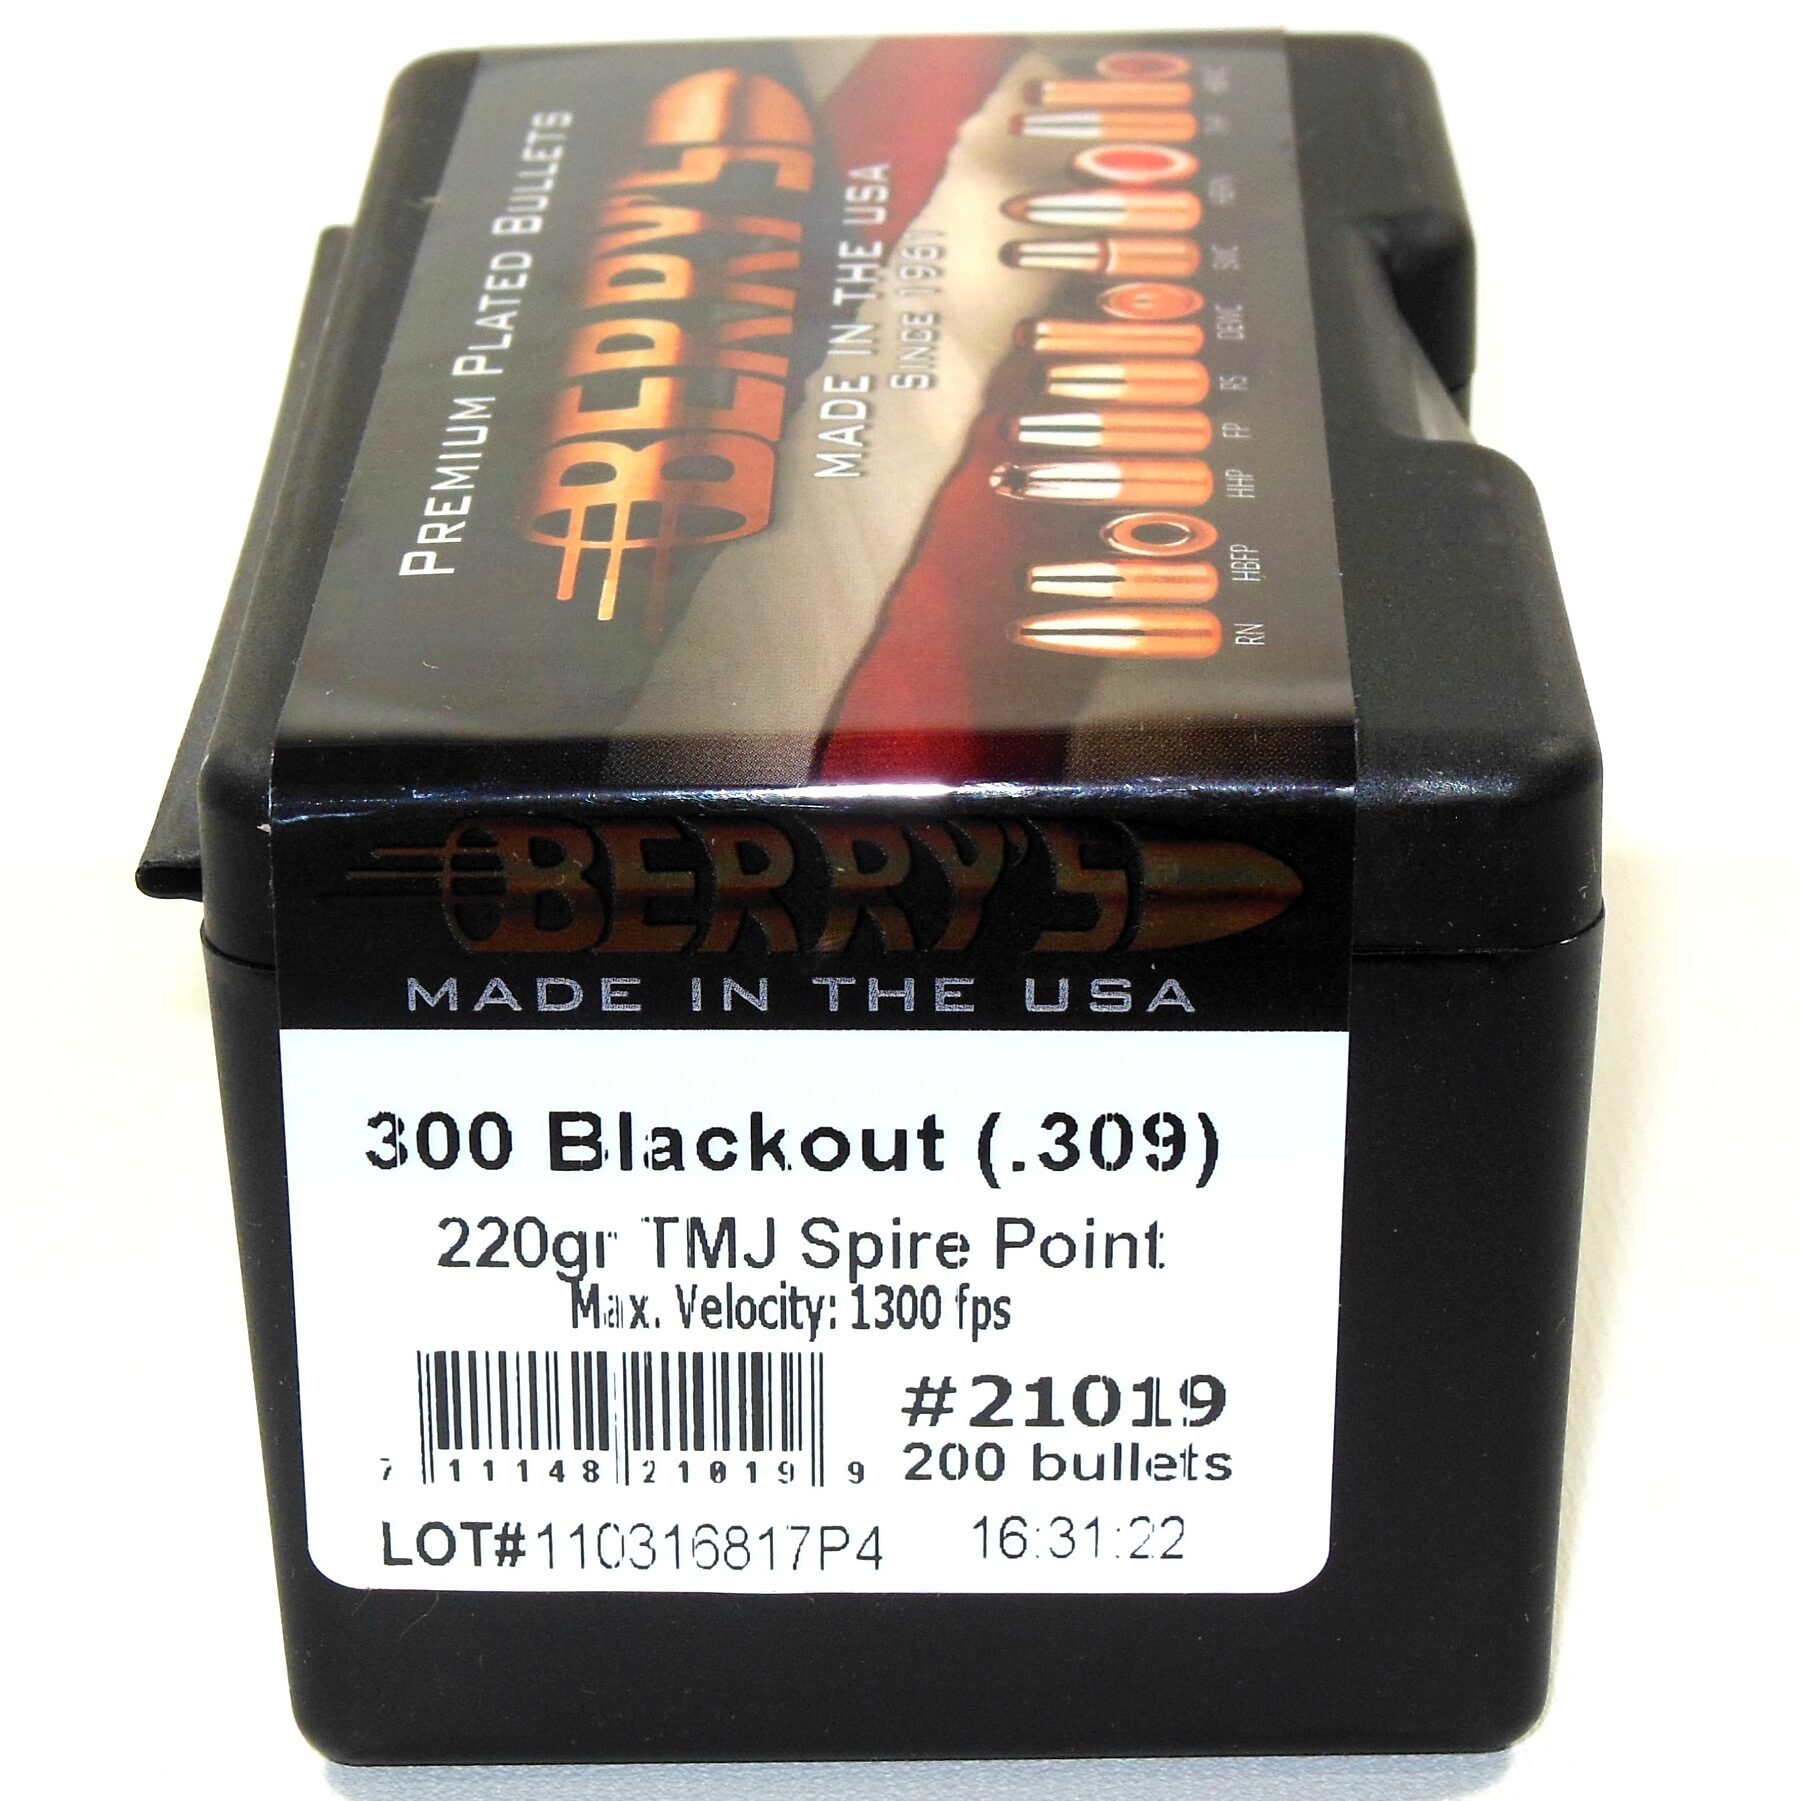 PREMIUM PLATED BULLETS
BERRY'S
MADE IN THE USA
SINCE 1961
RN HBFP HHP FP RS DEWC SWC
BERRY'S
MADE IN THE USA
300 Blackout (.309)
220gr TMJ Spire Point
Max. Velocity: 1300 fps
#21019
200 bullets
7 11148 21019 9
LOT#110316817P4 16:31:22